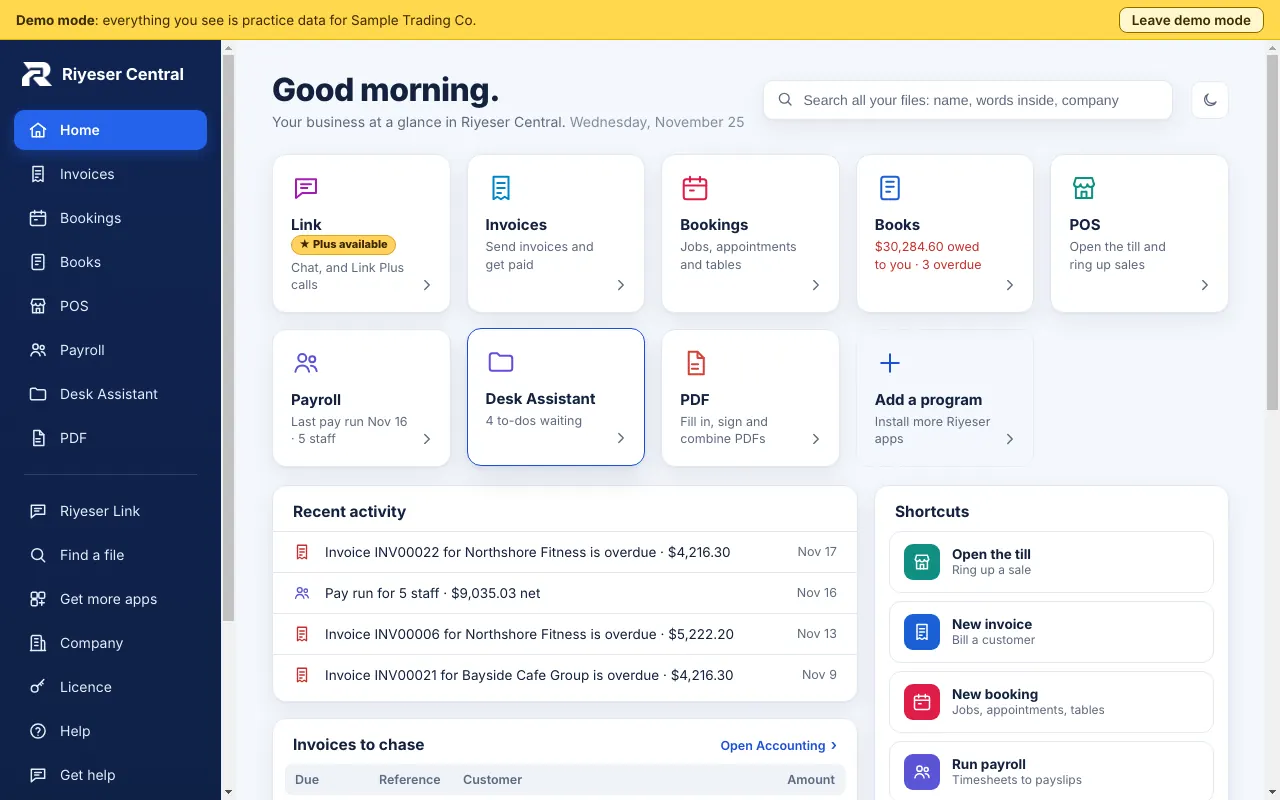 Demo mode: everything you see is practice data for Sample Trading Co.
Leave demo mode
Riyeser Central
Home
Invoices
Bookings
Books
POS
Payroll
Desk Assistant
PDF
Riyeser Link
Find a file
Get more apps
Company
Licence
Help
Get help
Good morning.
Your business at a glance in Riyeser Central. Wednesday, November 25
Search all your files: name, words inside, company
Link
★ Plus available
Chat, and Link Plus
calls
Invoices
Send invoices and
get paid
Bookings
Jobs, appointments
and tables
Books
$30,284.60 owed
to you · 3 overdue
POS
Open the till and
ring up sales
Payroll
Last pay run Nov 16
· 5 staff
Desk Assistant
4 to-dos waiting
PDF
Fill in, sign and
combine PDFs
Add a program
Install more Riyeser
apps
Recent activity
Invoice INV00022 for Northshore Fitness is overdue · $4,216.30 Nov 17
Pay run for 5 staff · $9,035.03 net Nov 16
Invoice INV00006 for Northshore Fitness is overdue · $5,222.20 Nov 13
Invoice INV00021 for Bayside Cafe Group is overdue · $4,216.30 Nov 9
Invoices to chase
Open Accounting ›
Due Reference Customer Amount
Shortcuts
Open the till
Ring up a sale
New invoice
Bill a customer
New booking
Jobs, appointments, tables
Run payroll
Timesheets to payslips